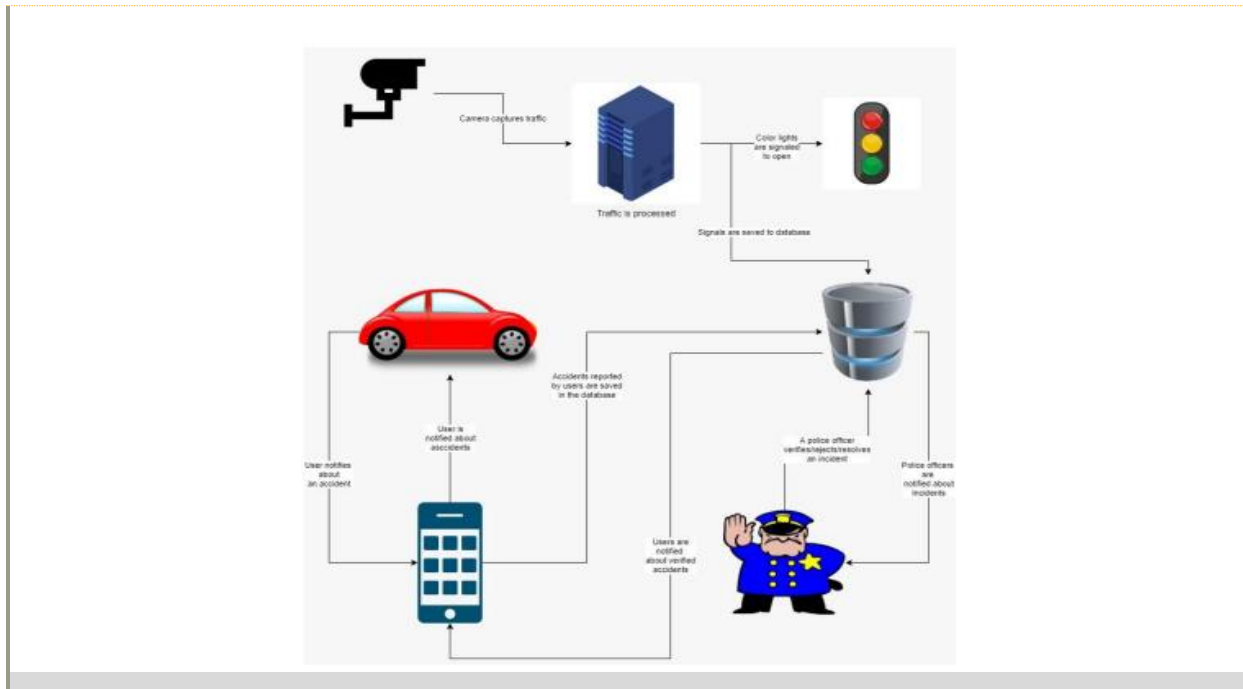 Camera captures traffic
Color lights
are signaled
to open
Traffic is processed
Signals are saved to database
Accidents reported
by users are saved
in the database
User is
notified about
asccidents
A police officer
verifies/rejects/resolves
an incident
User notifies
about
an accident
Police officers
are
notified about
incidents
Users are
notified
about verified
accidents